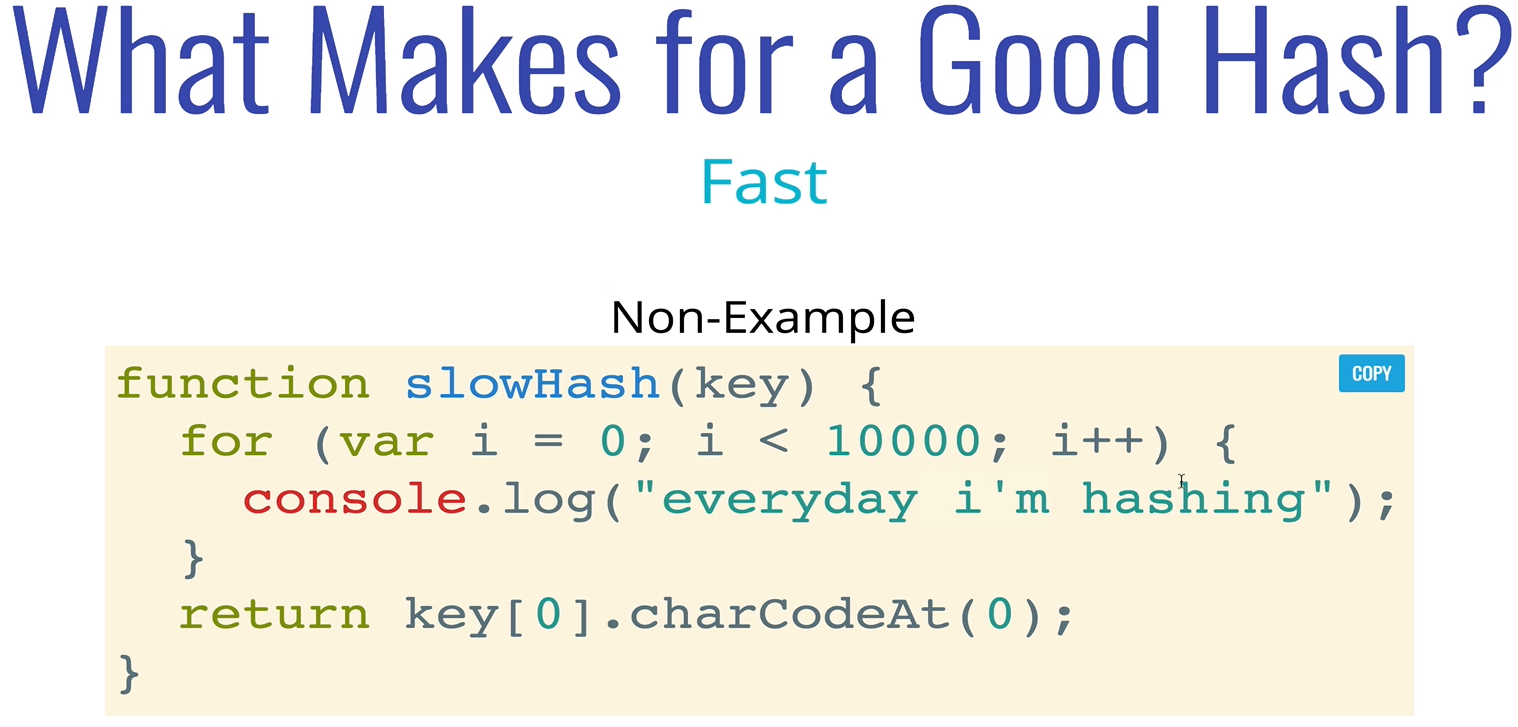 What Makes for a Good Hash?
Fast
Non-Example
COPY
function slowHash(key) {
  for (var i = 0; i < 10000; i++) {
    console.log("everyday i'm hashing");
  }
  return key[0].charCodeAt(0);
}